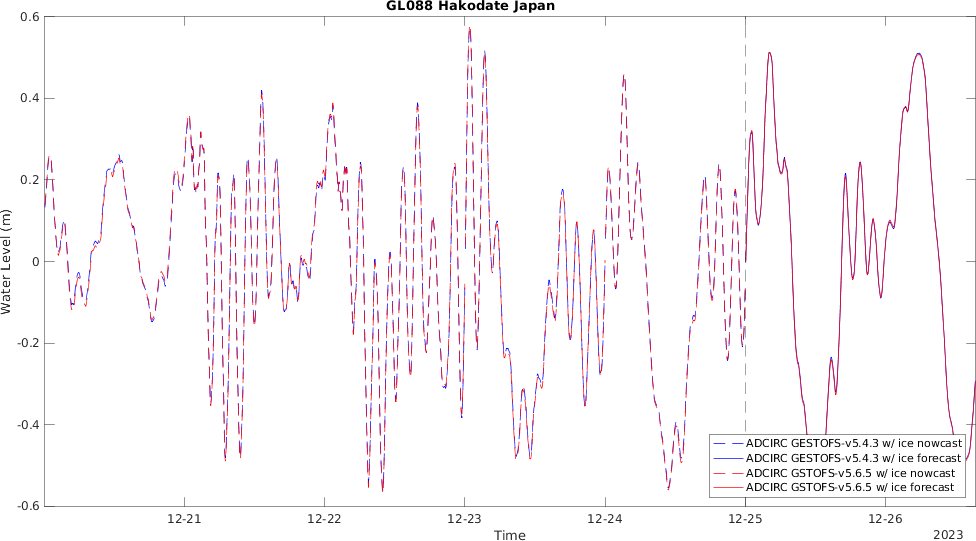 GL088 Hakodate Japan
0.6
0.4
0.2
0
-0.2
-0.4
-0.6
Water Level (m)
12-21
12-22
12-23
12-24
12-25
12-26
Time
2023
ADCIRC GESTOFS-v5.4.3 w/ ice nowcast
ADCIRC GESTOFS-v5.4.3 w/ ice forecast
ADCIRC GSTOFS-v5.6.5 w/ ice nowcast
ADCIRC GSTOFS-v5.6.5 w/ ice forecast